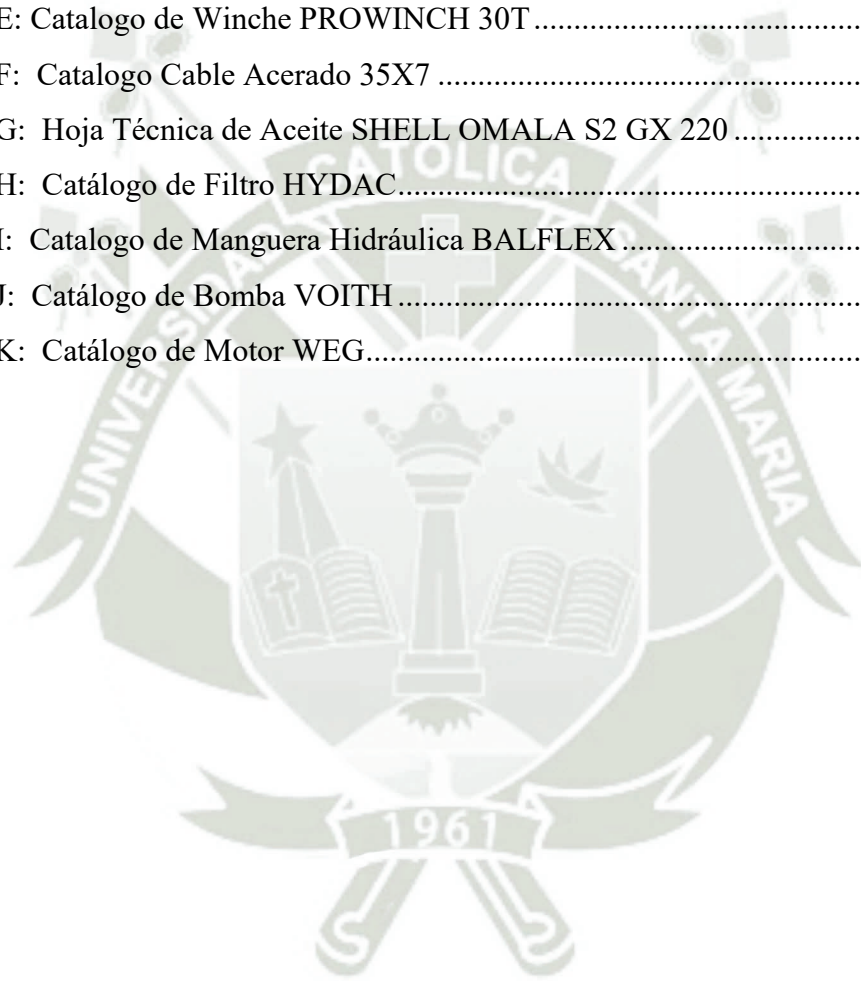 E: Catalogo de Winche PROWINCH 30T
F: Catalogo Cable Acerado 35X7
G: Hoja Técnica de Aceite SHELL OMALA S2 GX 220
H: Catálogo de Filtro HYDAC
I: Catalogo de Manguera Hidráulica BALFLEX
J: Catálogo de Bomba VOITH
K: Catálogo de Motor WEG
UNIVERSIDAD CATOLICA SANTA MARIA
1961